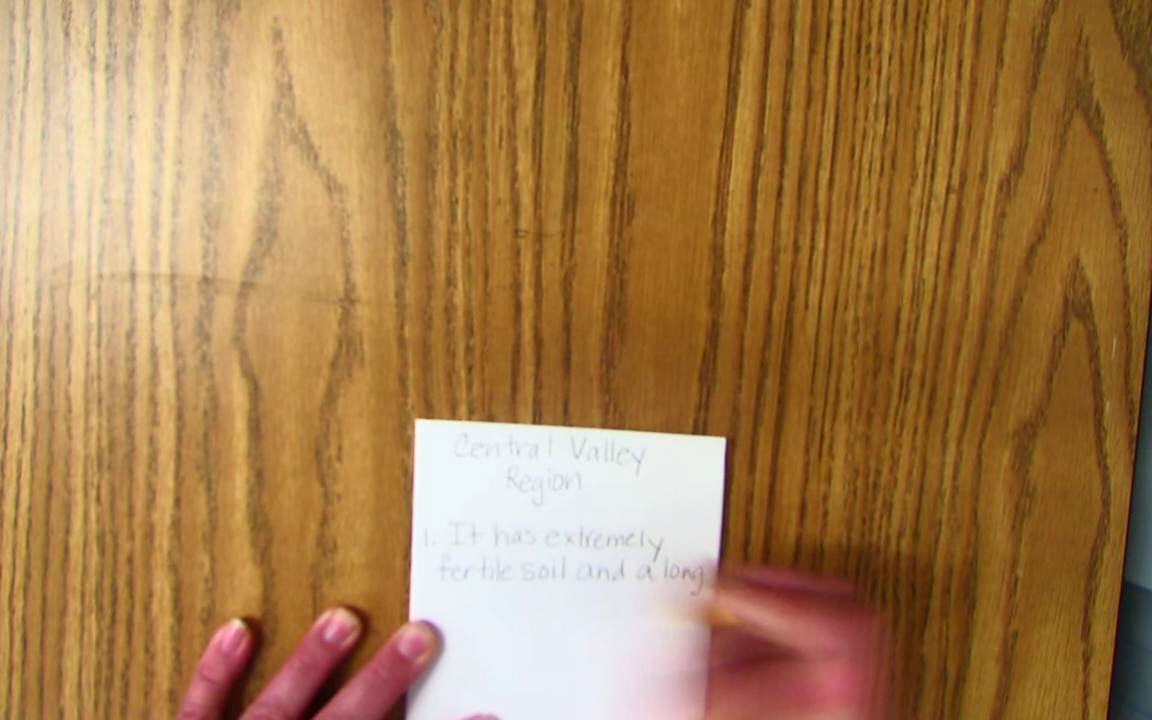 Central Valley
Region
1. It has extremely
fertile soil and a long